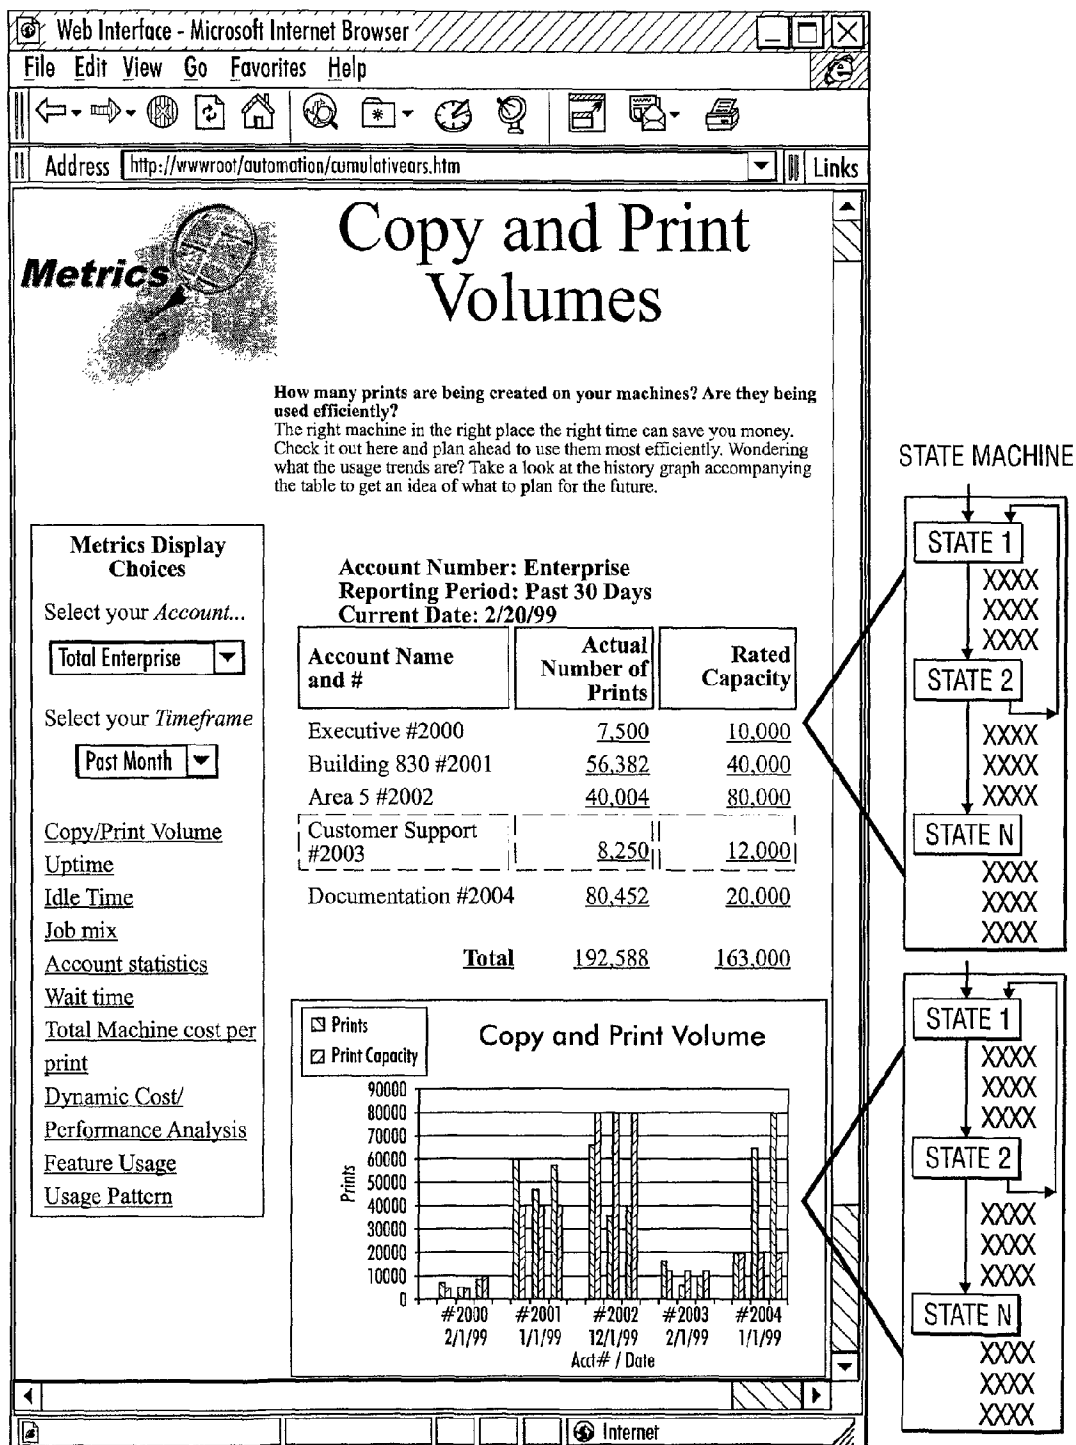 Web Interface - Microsoft Internet Browser
File Edit View Go Favorites Help
Address http://wwwroot/automation/cumulativears.htm Links
Metrics
Copy and Print
Volumes
How many prints are being created on your machines? Are they being
used efficiently?
The right machine in the right place the right time can save you money.
Check it out here and plan ahead to use them most efficiently. Wondering
what the usage trends are? Take a look at the history graph accompanying
the table to get an idea of what to plan for the future.
Metrics Display
Choices
Select your Account...
Total Enterprise
Select your Timeframe
Past Month
Copy/Print Volume
Uptime
Idle Time
Job mix
Account statistics
Wait time
Total Machine cost per
print
Dynamic Cost/
Performance Analysis
Feature Usage
Usage Pattern
Account Number: Enterprise
Reporting Period: Past 30 Days
Current Date: 2/20/99
Account Name
and #
Actual
Number of
Prints
Rated
Capacity
Executive #2000 7,500 10,000
Building 830 #2001 56,382 40,000
Area 5 #2002 40,004 80,000
Customer Support
#2003 8,250 12,000
Documentation #2004 80,452 20,000
Total 192,588 163,000
Prints
Print Capacity
Copy and Print Volume
90000
80000
70000
60000
50000
40000
30000
20000
10000
0
Prints
#2000 #2001 #2002 #2003 #2004
2/1/99 1/1/99 12/1/99 2/1/99 1/1/99
Acct# / Date
Internet
STATE MACHINE
STATE 1
XXXX
XXXX
XXXX
STATE 2
XXXX
XXXX
XXXX
STATE N
XXXX
XXXX
XXXX
STATE 1
XXXX
XXXX
XXXX
STATE 2
XXXX
XXXX
XXXX
STATE N
XXXX
XXXX
XXXX